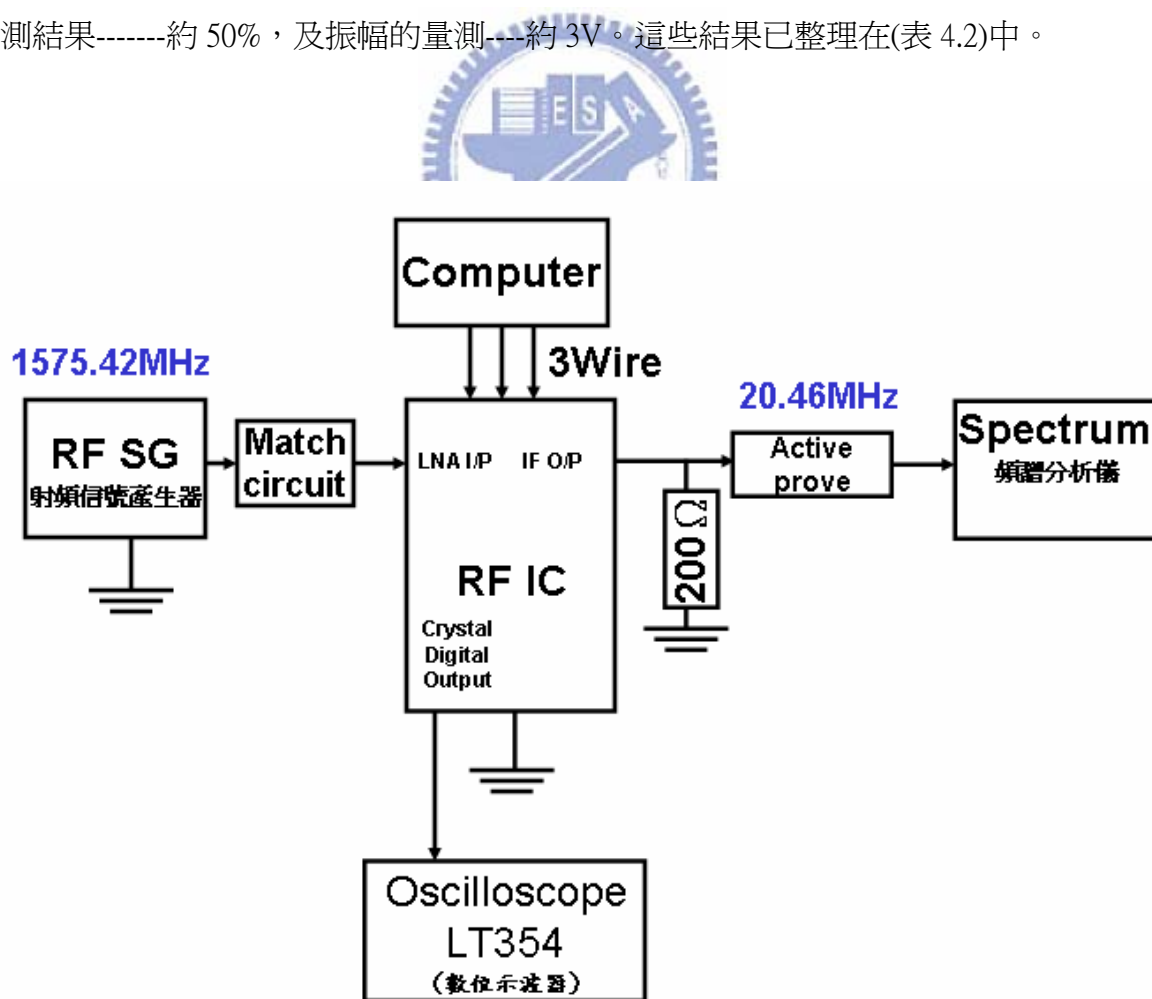 測結果-------約 50%，及振幅的量測----約 3V。這些結果已整理在(表 4.2)中。
ESA
Computer
3Wire
1575.42MHz
20.46MHz
RF SG
射頻信號產生器
Match
circuit
LNA I/P
IF O/P
Active
prove
Spectrum
頻譜分析儀
200 Ω
RF IC
Crystal
Digital
Output
Oscilloscope
LT354
(數位示波器)